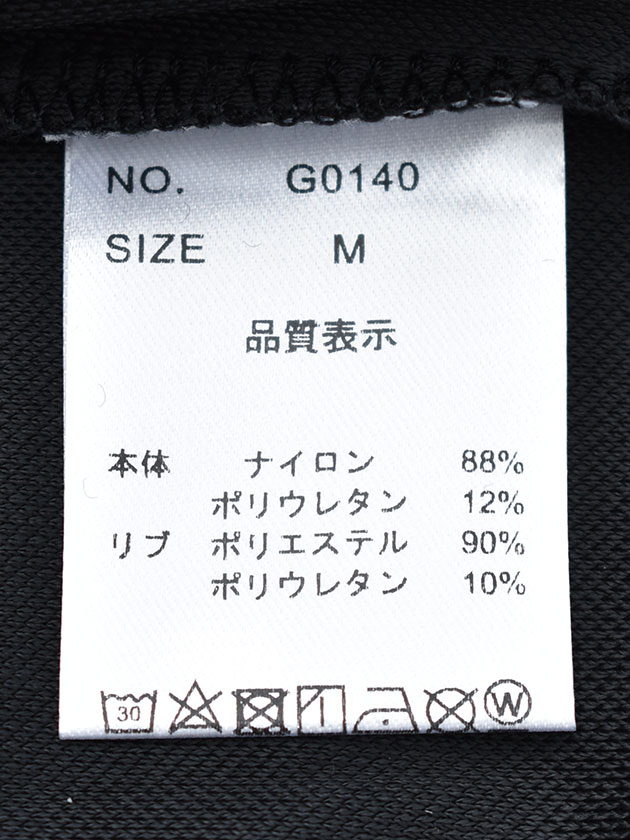 NO. G0140
SIZE M
品質表示
本体 ナイロン 88%
ポリウレタン 12%
リブ ポリエステル 90%
ポリウレタン 10%
30 W